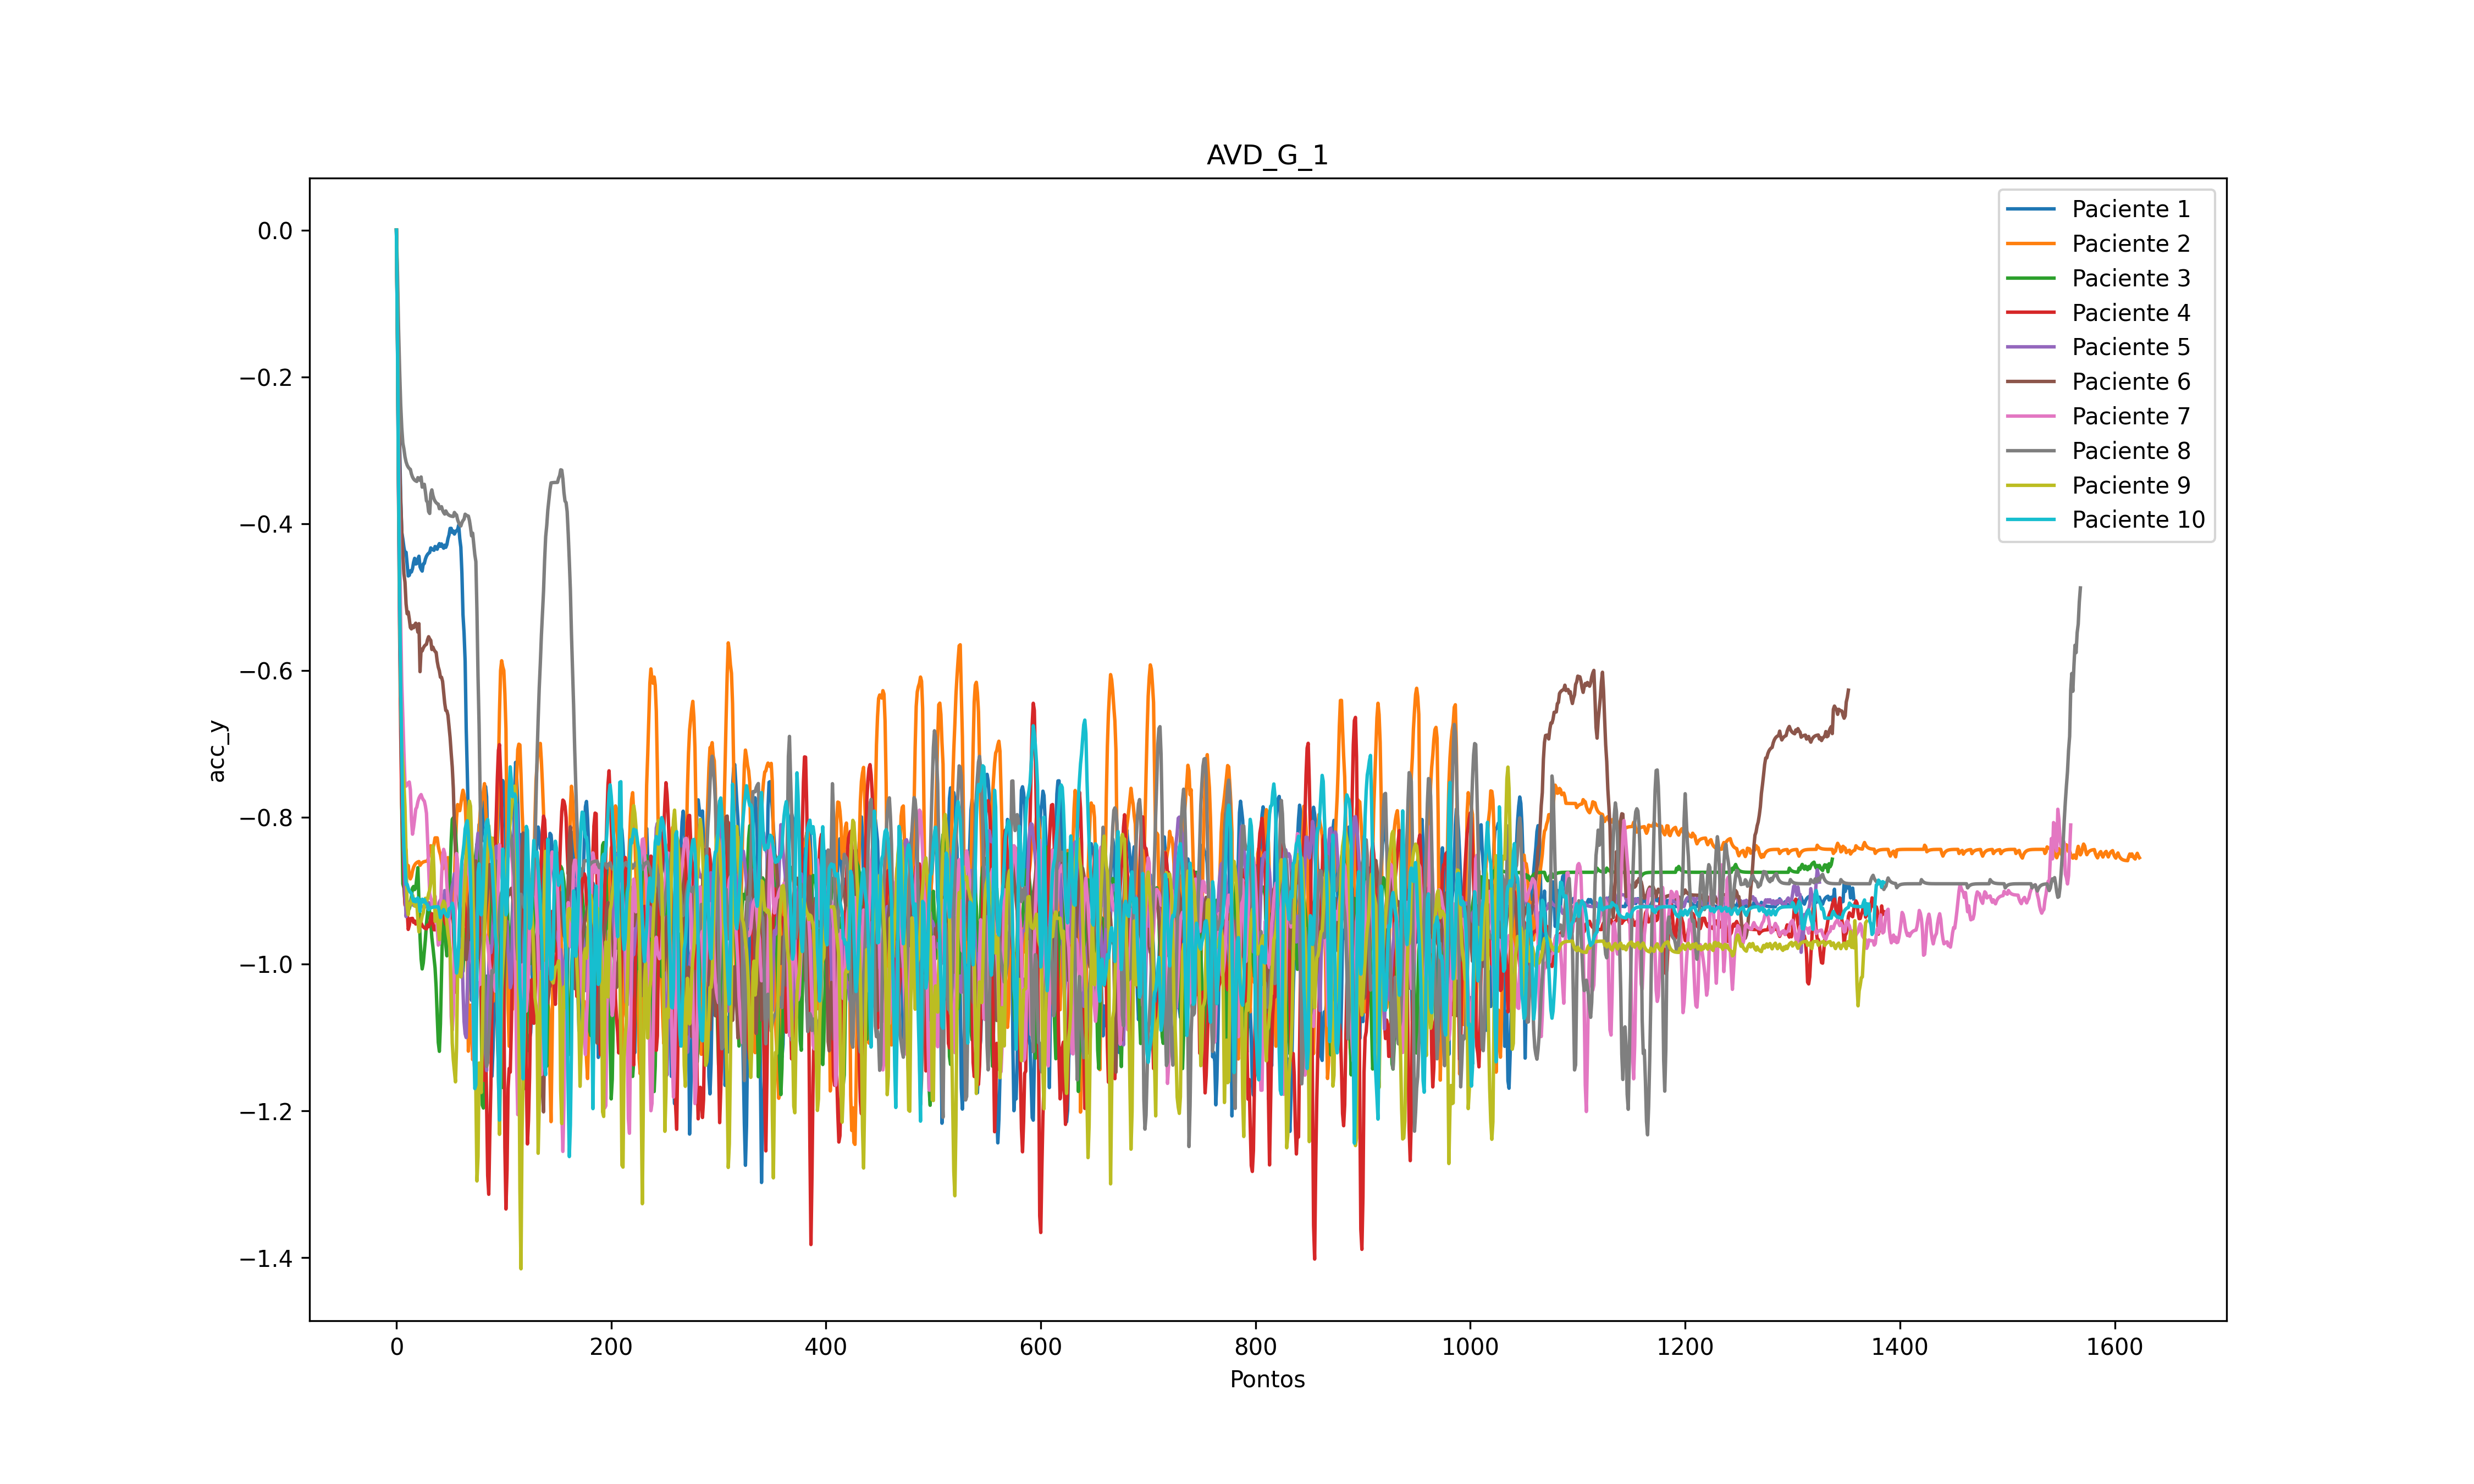 AVD_G_1
Paciente 1
Paciente 2
Paciente 3
Paciente 4
Paciente 5
Paciente 6
Paciente 7
Paciente 8
Paciente 9
Paciente 10
0.0
−0.2
−0.4
−0.6
−0.8
−1.0
−1.2
−1.4
acc_y
0 200 400 600 800 1000 1200 1400 1600
Pontos